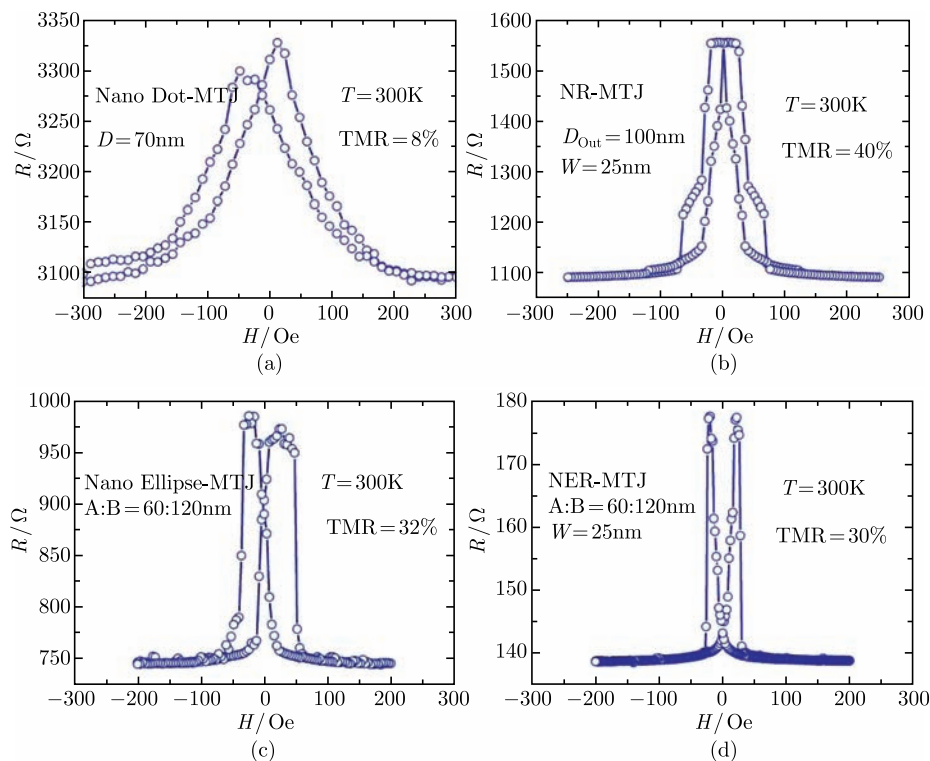 3350
3300
3250
3200
3150
3100
R/Ω
Nano Dot-MTJ
D=70nm
T=300K
TMR=8%
−300 −200 −100 0 100 200 300
H/Oe
(a)
1600
1500
1400
1300
1200
1100
R/Ω
NR-MTJ
D_Out=100nm
W=25nm
T=300K
TMR=40%
−300 −200 −100 0 100 200 300
H/Oe
(b)
1000
950
900
850
800
750
R/Ω
Nano Ellipse-MTJ
A:B=60:120nm
T=300K
TMR=32%
−300 −200 −100 0 100 200 300
H/Oe
(c)
180
170
160
150
140
R/Ω
NER-MTJ
A:B=60:120nm
W=25nm
T=300K
TMR=30%
−300 −200 −100 0 100 200 300
H/Oe
(d)